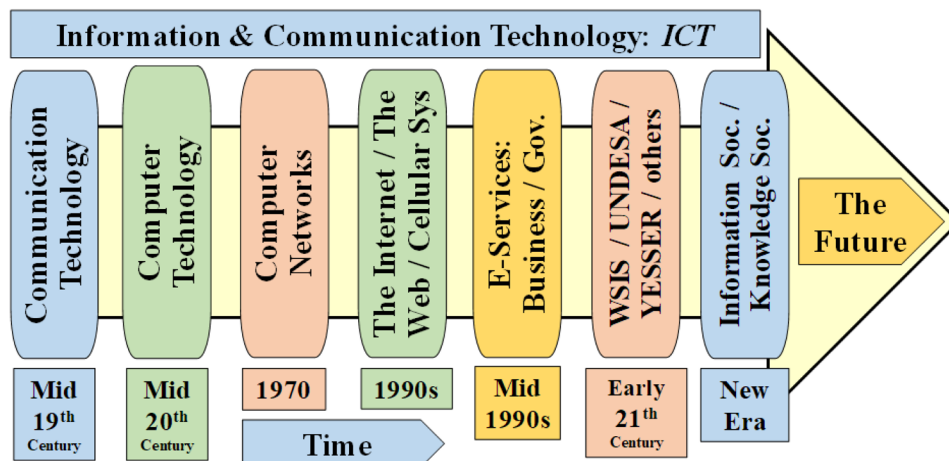 Information & Communication Technology: ICT
Communication
Technology
Computer
Technology
Computer
Networks
The Internet / The
Web / Cellular Sys
E-Services:
Business / Gov.
WSIS / UNDESA /
YESSER / others
Information Soc. /
Knowledge Soc.
The
Future
Mid
19th
Century
Mid
20th
Century
1970
1990s
Mid
1990s
Early
21th
Century
New
Era
Time